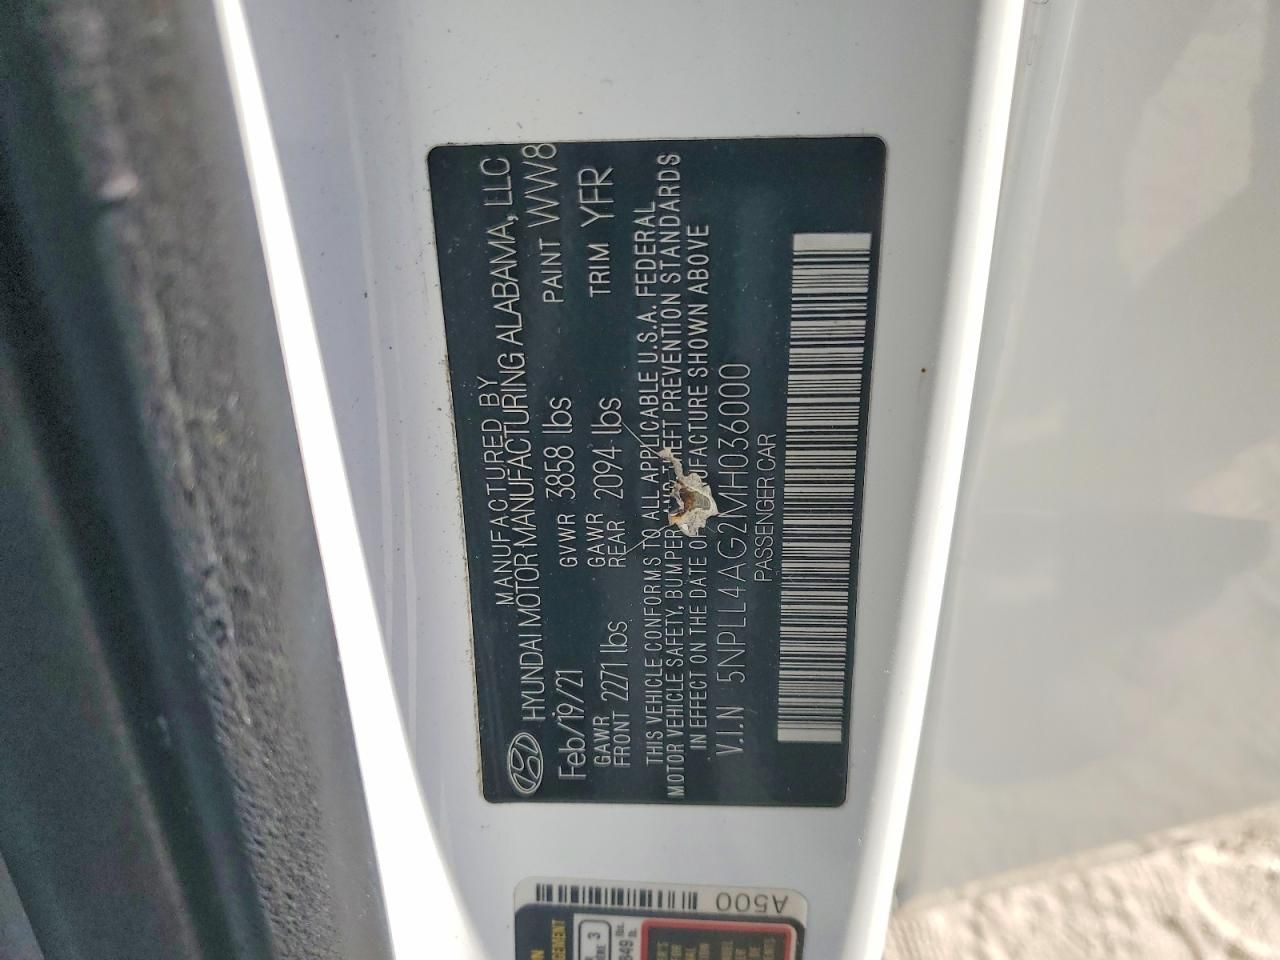 MANUFACTURED BY
HYUNDAI MOTOR MANUFACTURING ALABAMA, LLC
Feb/19/21 GVWR 3858 lbs PAINT WW8
GAWR FRONT 2271 lbs GAWR REAR 2094 lbs TRIM YFR
THIS VEHICLE CONFORMS TO ALL APPLICABLE U.S.A. FEDERAL
MOTOR VEHICLE SAFETY, BUMPER AND THEFT PREVENTION STANDARDS
IN EFFECT ON THE DATE OF MANUFACTURE SHOWN ABOVE
V.I.N 5NPLL4AG2MH036000
PASSENGER CAR
A500
3